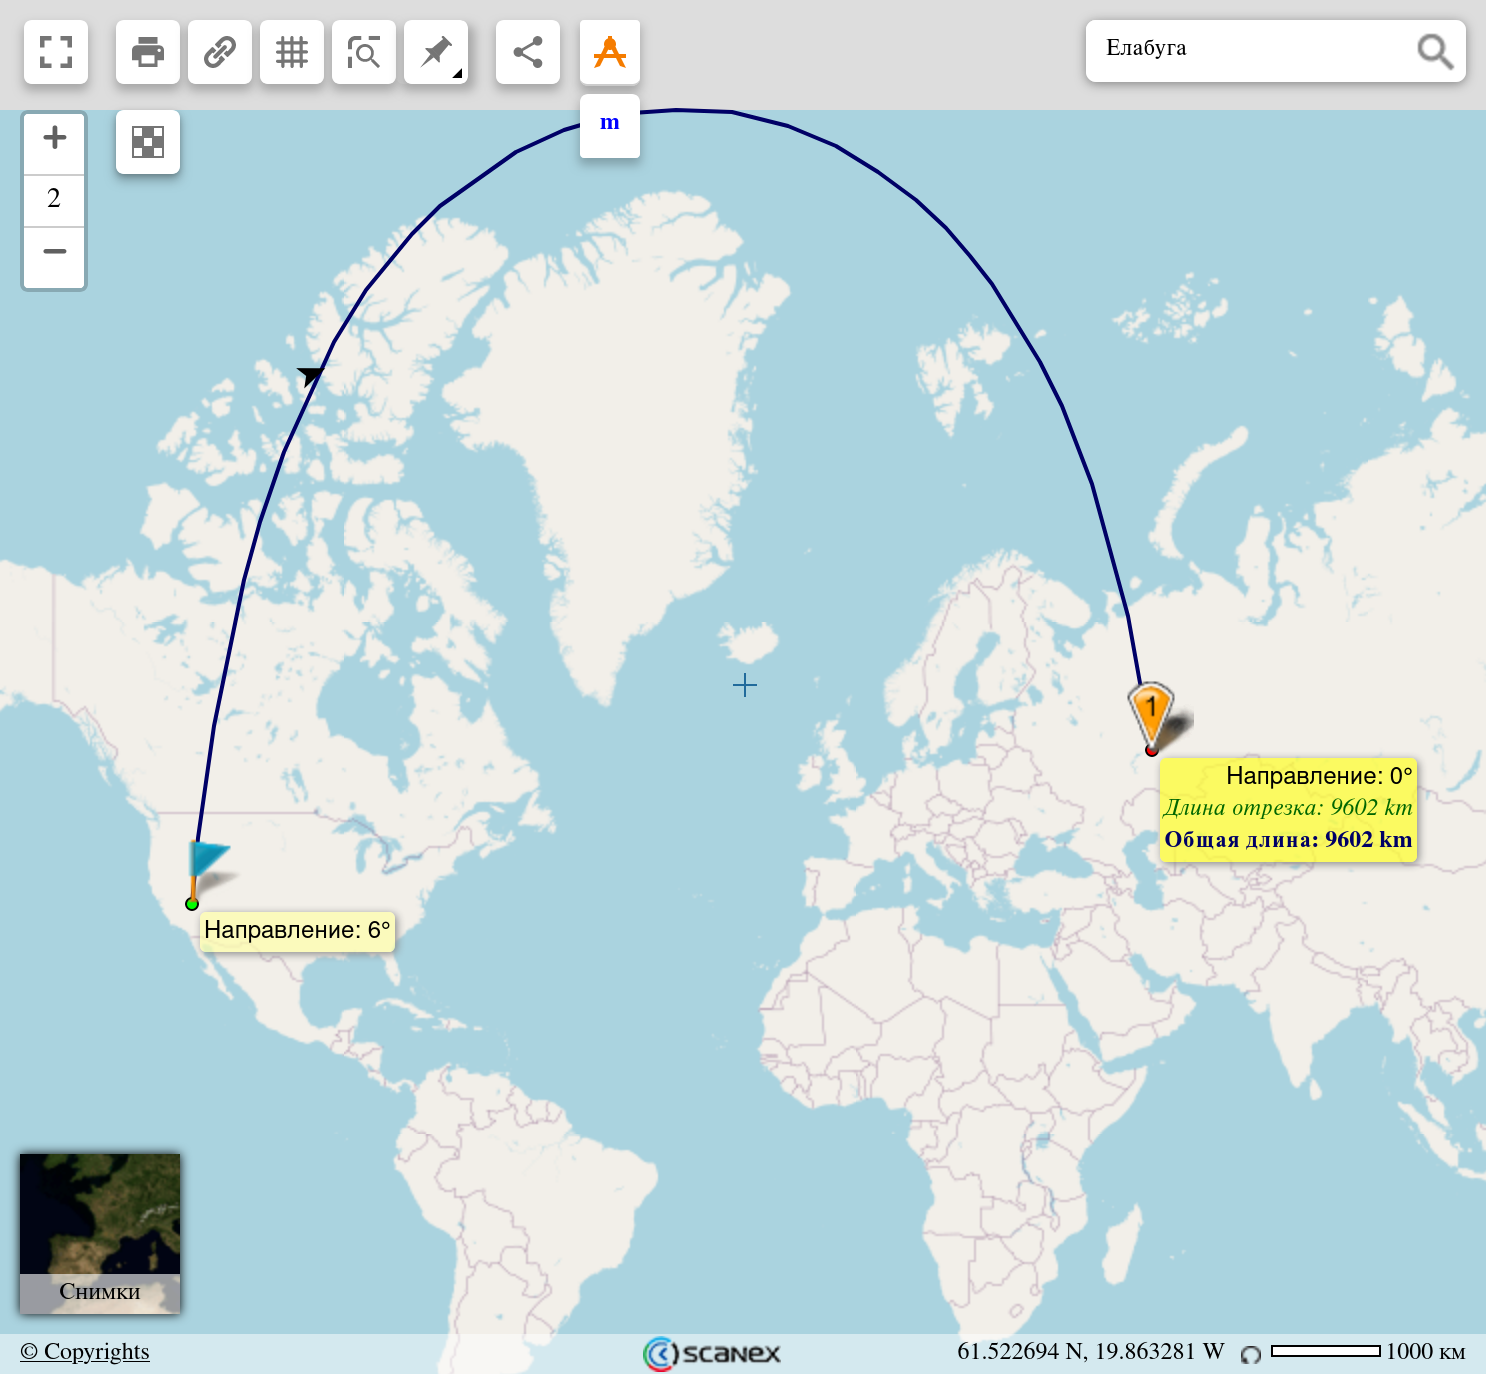 Елабуга
m
2
1
Направление: 0°
Длина отрезка: 9602 km
Общая длина: 9602 km
Направление: 6°
Снимки
© Copyrights
scanex
61.522694 N, 19.863281 W
1000 км